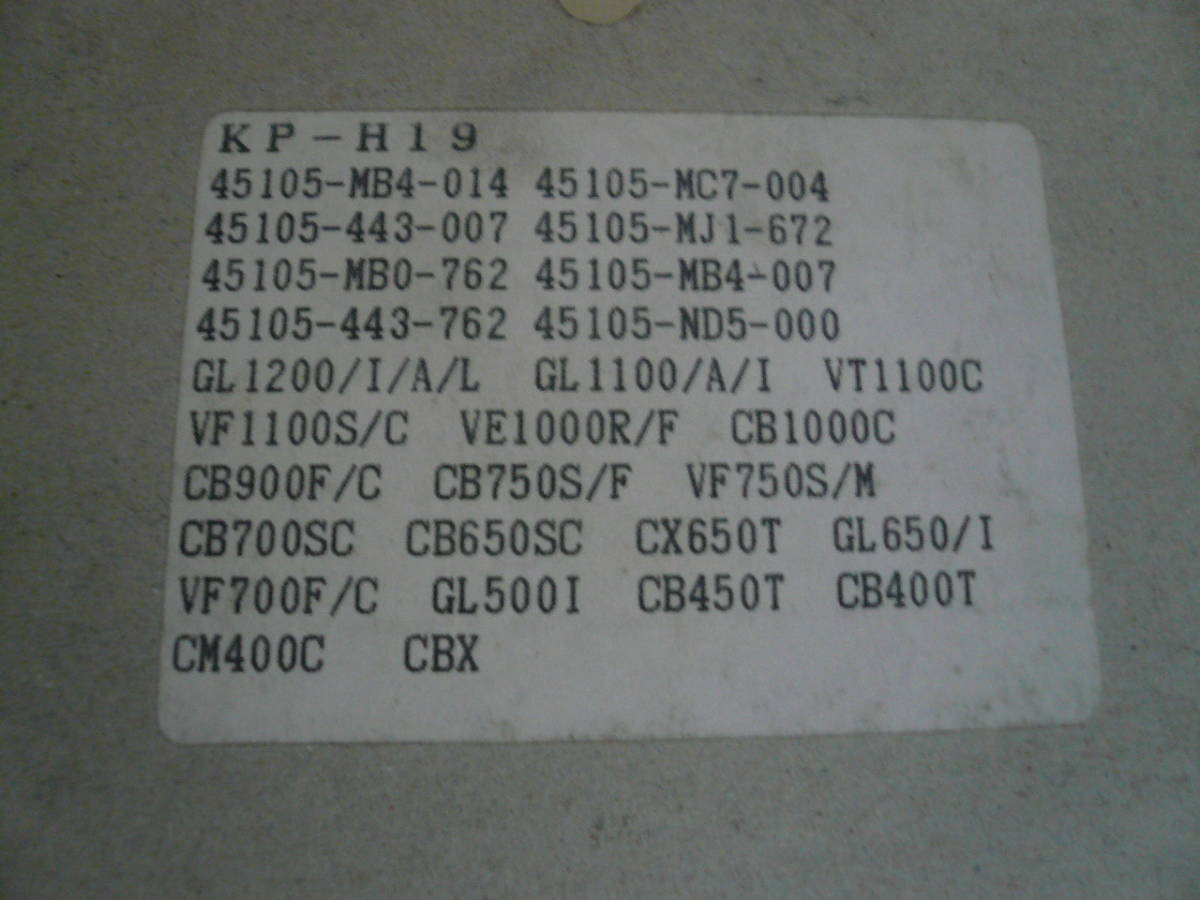 KP-H19
45105-MB4-014 45105-MC7-004
45105-443-007 45105-MJ1-672
45105-MB0-762 45105-MB4-007
45105-443-762 45105-ND5-000
GL1200/I/A/L GL1100/A/I VT1100C
VF1100S/C VE1000R/F CB1000C
CB900F/C CB750S/F VF750S/M
CB700SC CB650SC CX650T GL650/I
VF700F/C GL500I CB450T CB400T
CM400C CBX